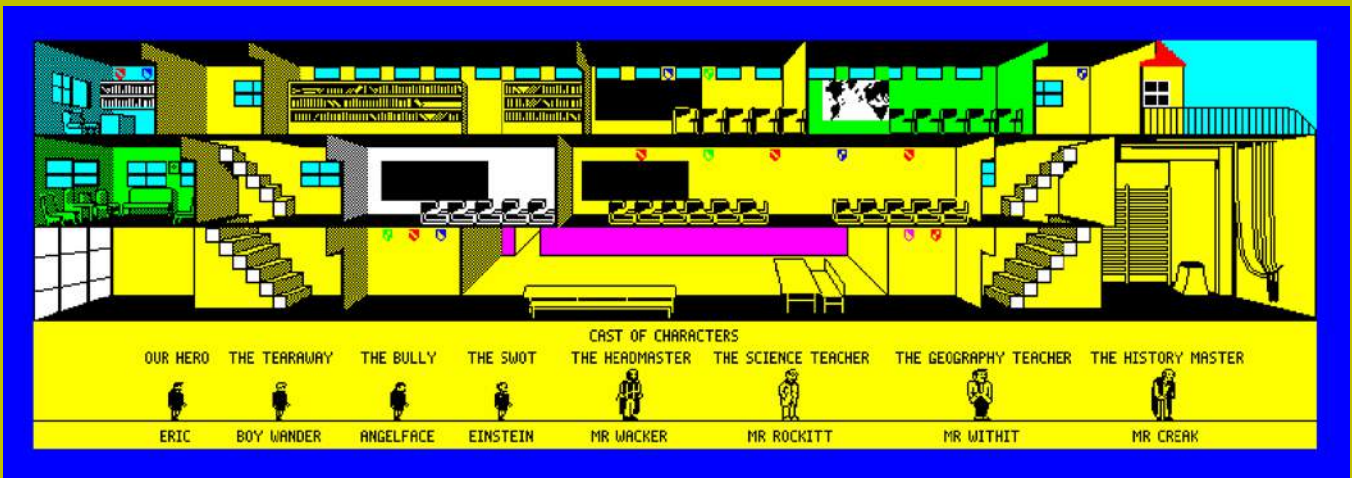 CAST OF CHARACTERS
OUR HERO THE TEARAWAY THE BULLY THE SWOT THE HEADMASTER THE SCIENCE TEACHER THE GEOGRAPHY TEACHER THE HISTORY MASTER
ERIC BOY WANDER ANGELFACE EINSTEIN MR WACKER MR ROCKITT MR WITHIT MR CREAK